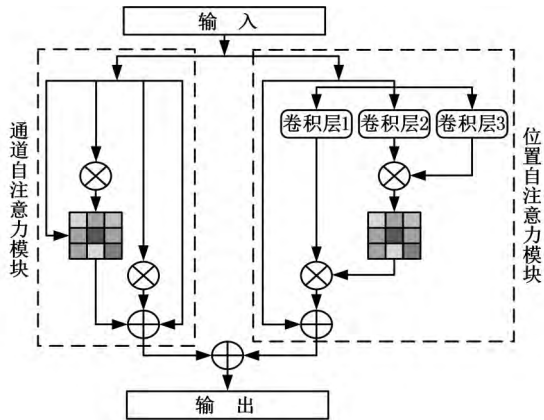 输 入
通道自注意力模块
卷积层1
卷积层2
卷积层3
位置自注意力模块
输 出